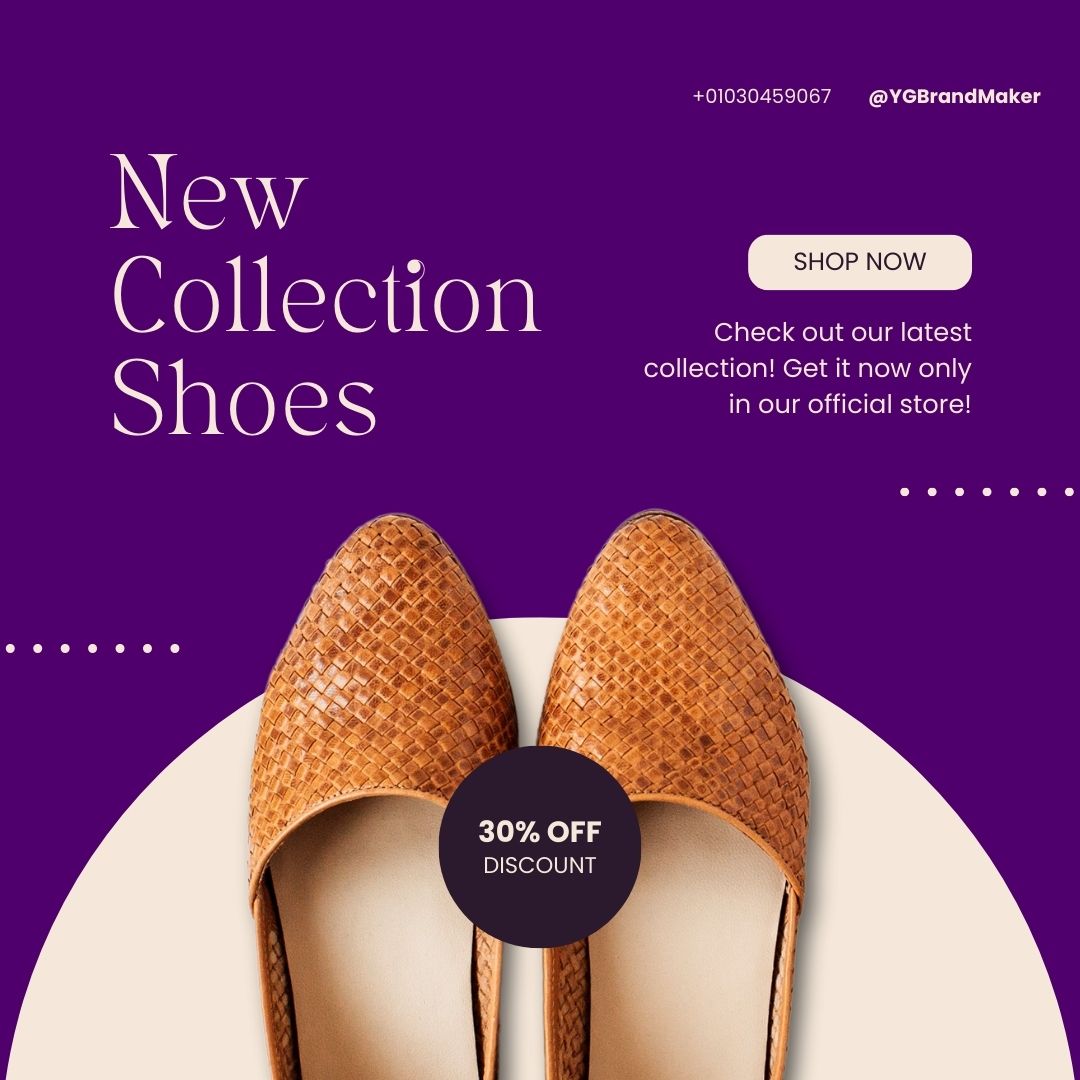 +01030459067 @YGBrandMaker
New
Collection
Shoes
SHOP NOW
Check out our latest
collection! Get it now only
in our official store!
30% OFF
DISCOUNT